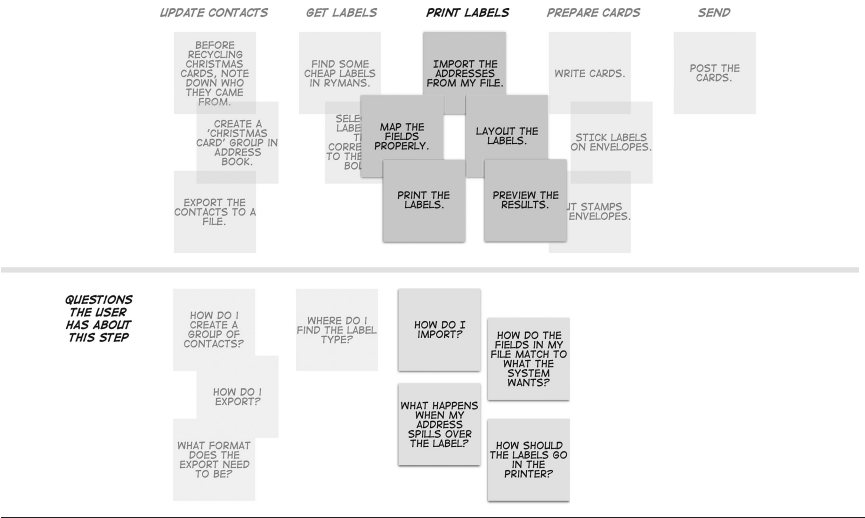 UPDATE CONTACTS
GET LABELS
PRINT LABELS
PREPARE CARDS
SEND
BEFORE
RECYCLING
CHRISTMAS
CARDS, NOTE
DOWN WHO
THEY CAME
FROM.
CREATE A
'CHRISTMAS
CARD' GROUP IN
ADDRESS
BOOK.
EXPORT THE
CONTACTS TO A
FILE.
FIND SOME
CHEAP LABELS
IN RYMANS.
TO THE
IMPORT THE
ADDRESSES
FROM MY FILE.
MAP THE
FIELDS
PROPERLY.
LAYOUT THE
LABELS.
PRINT THE
LABELS.
PREVIEW THE
RESULTS.
WRITE CARDS.
STICK LABELS
ON ENVELOPES.
STAMPS
ENVELOPES.
POST THE
CARDS.
QUESTIONS
THE USER
HAS ABOUT
THIS STEP
HOW DO I
CREATE A
GROUP OF
CONTACTS?
HOW DO I
EXPORT?
WHAT FORMAT
DOES THE
EXPORT NEED
TO BE?
WHERE DO I
FIND THE LABEL
TYPE?
HOW DO I
IMPORT?
HOW DO THE
FIELDS IN MY
FILE MATCH TO
WHAT THE
SYSTEM
WANTS?
WHAT HAPPENS
WHEN MY
ADDRESS
SPILLS OVER
THE LABEL?
HOW SHOULD
THE LABELS GO
IN THE
PRINTER?